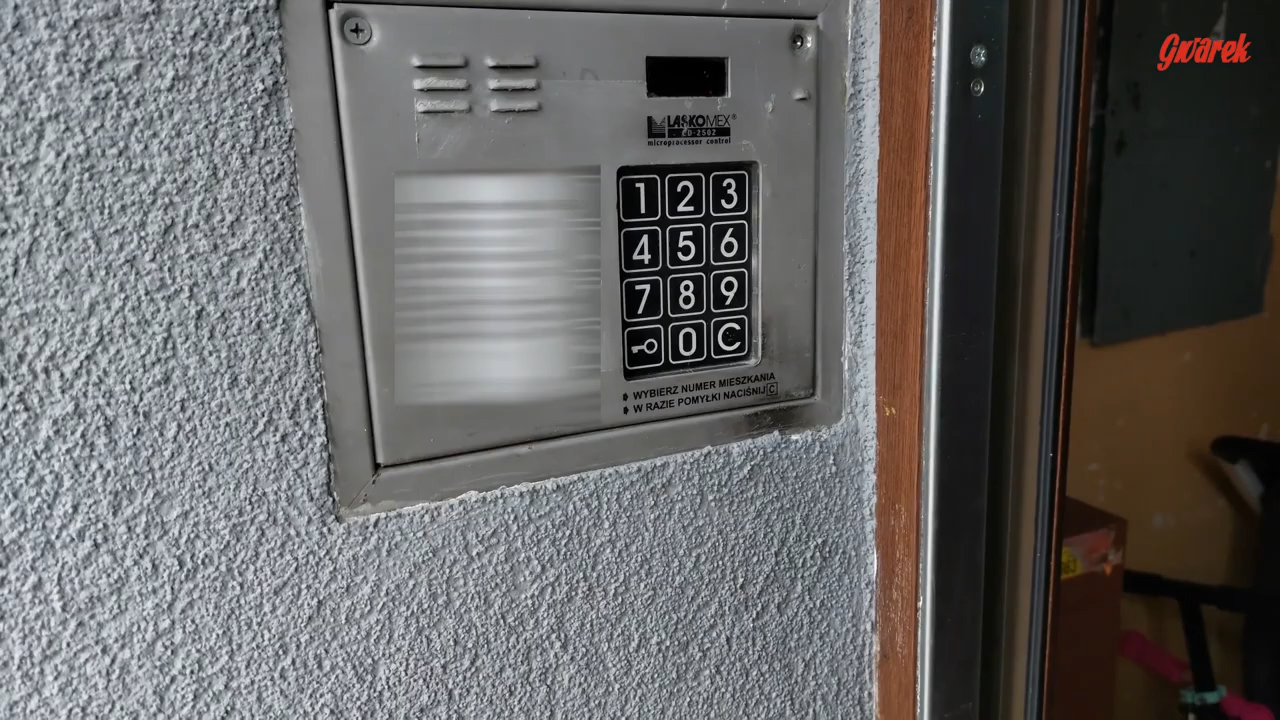 Gwarek
LASKOMEX®
CD-2502
microprocessor control
1 2 3
4 5 6
7 8 9
0 C
WYBIERZ NUMER MIESZKANIA
W RAZIE POMYŁKI NACIŚNIJ C